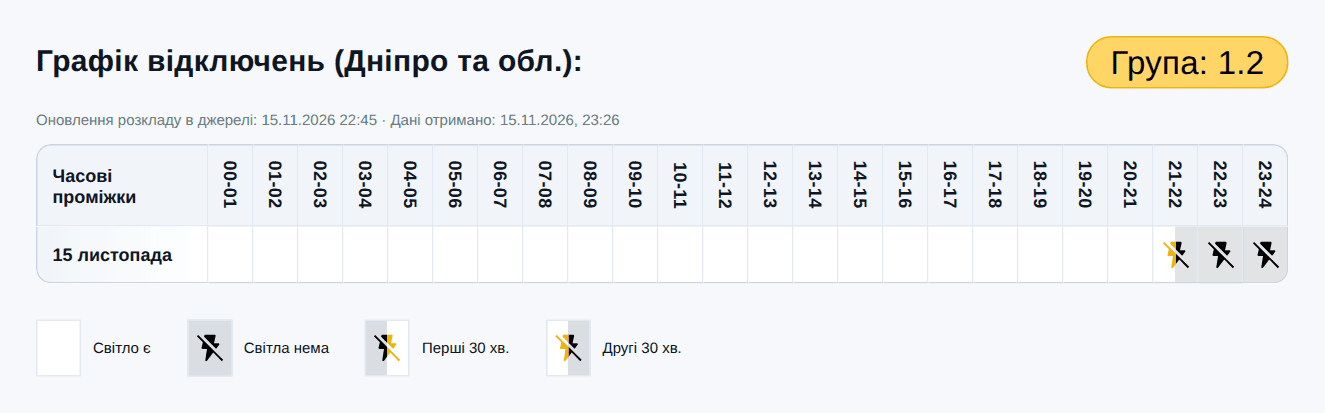 Графік відключень (Дніпро та обл.):
Група: 1.2
Оновлення розкладу в джерелі: 15.11.2026 22:45 · Дані отримано: 15.11.2026, 23:26
Часові
проміжки
00-01
01-02
02-03
03-04
04-05
05-06
06-07
07-08
08-09
09-10
10-11
11-12
12-13
13-14
14-15
15-16
16-17
17-18
18-19
19-20
20-21
21-22
22-23
23-24
15 листопада
Світло є
Світла нема
Перші 30 хв.
Другі 30 хв.